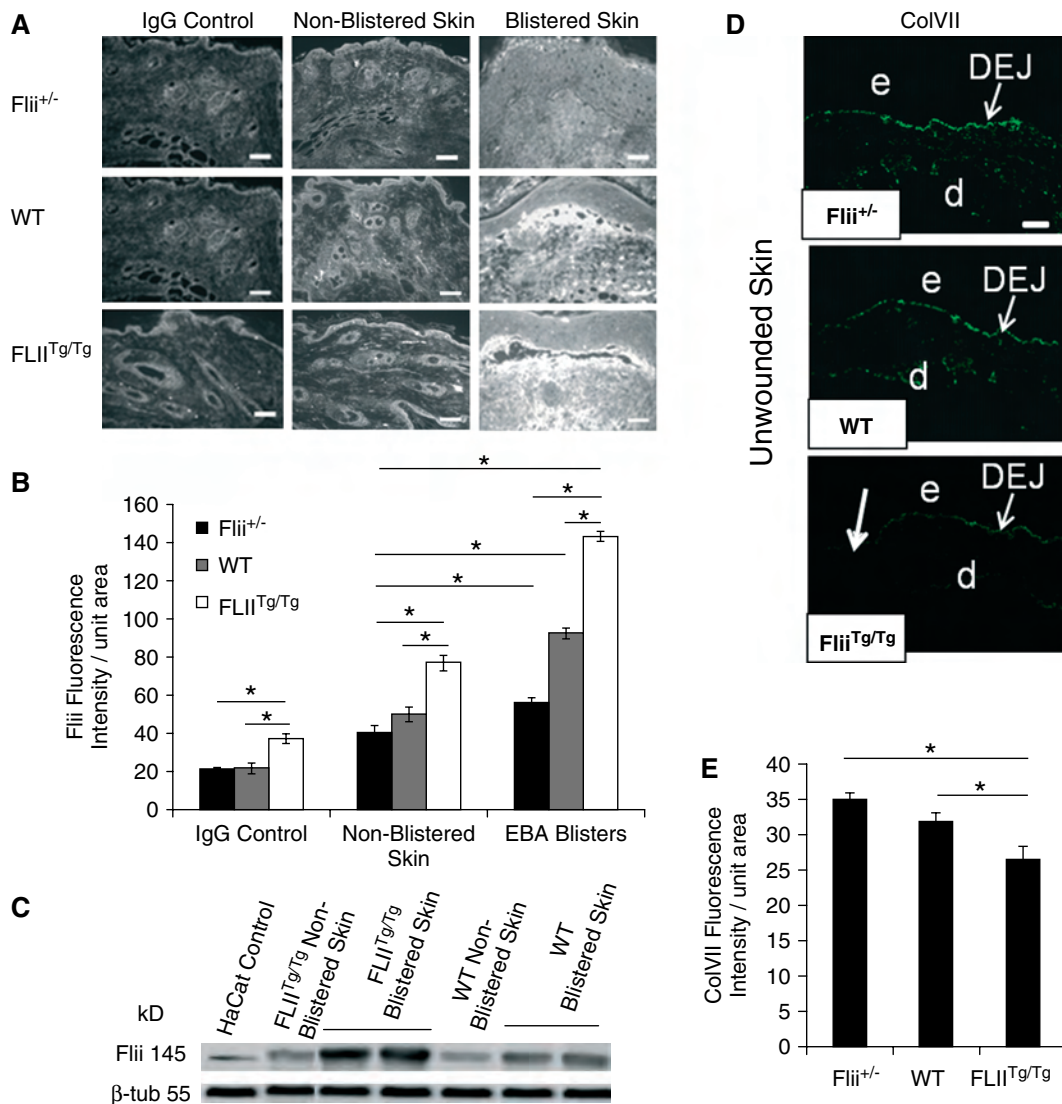 A
IgG Control
Non-Blistered Skin
Blistered Skin
Flii+/-
WT
FLIITg/Tg
B
Flii Fluorescence
Intensity / unit area
160
140
120
100
80
60
40
20
0
Flii+/-
WT
FLIITg/Tg
*
*
*
*
*
*
*
*
*
IgG Control
Non-Blistered
Skin
EBA Blisters
C
HaCat Control
FLIITg/Tg Non-
Blistered Skin
FLIITg/Tg
Blistered Skin
WT Non-
Blistered Skin
WT
Blistered Skin
kD
Flii 145
β-tub 55
D
ColVII
Unwounded Skin
e
DEJ
d
Flii+/-
e
DEJ
d
WT
e
DEJ
d
FliiTg/Tg
E
ColVII Fluorescence
Intensity / unit area
40
35
30
25
20
15
10
5
0
*
*
Flii+/-
WT
FLIITg/Tg